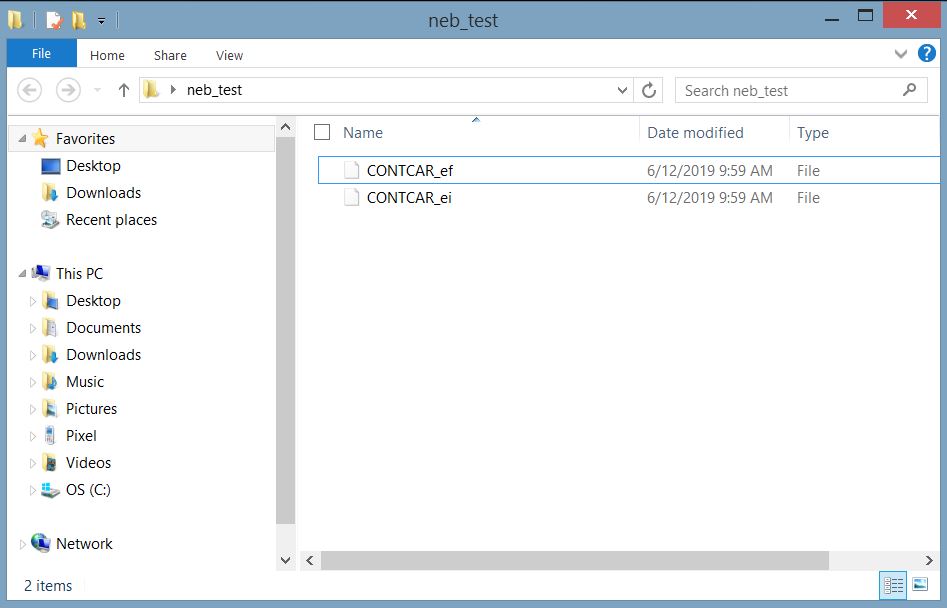 neb_test
File Home Share View
neb_test Search neb_test
Name Date modified Type
Favorites
Desktop
Downloads
Recent places
This PC
Desktop
Documents
Downloads
Music
Pictures
Pixel
Videos
OS (C:)
Network
CONTCAR_ef 6/12/2019 9:59 AM File
CONTCAR_ei 6/12/2019 9:59 AM File
2 items